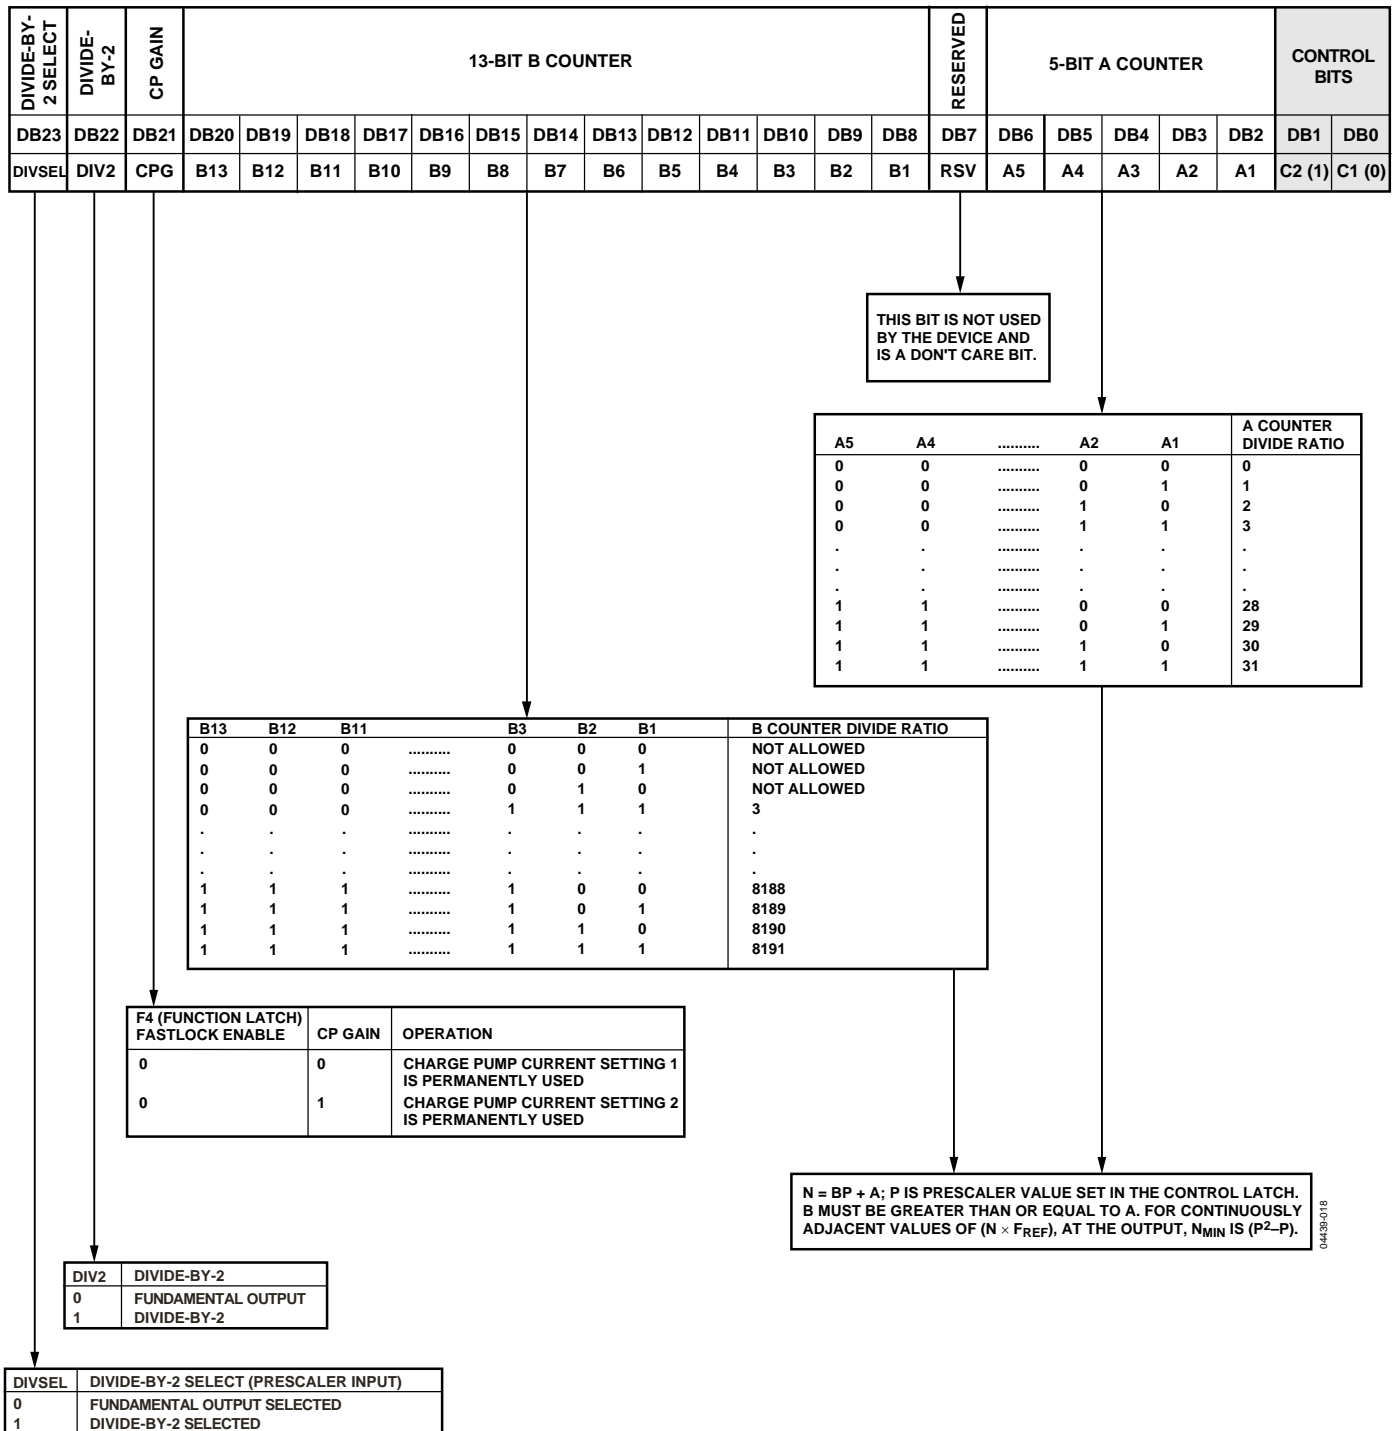 DIVIDE-BY-
2 SELECT
DIVIDE-
BY-2
CP GAIN
13-BIT B COUNTER
RESERVED
5-BIT A COUNTER
CONTROL
BITS
DB23 DB22 DB21 DB20 DB19 DB18 DB17 DB16 DB15 DB14 DB13 DB12 DB11 DB10 DB9 DB8 DB7 DB6 DB5 DB4 DB3 DB2 DB1 DB0
DIVSEL DIV2 CPG B13 B12 B11 B10 B9 B8 B7 B6 B5 B4 B3 B2 B1 RSV A5 A4 A3 A2 A1 C2 (1) C1 (0)
THIS BIT IS NOT USED
BY THE DEVICE AND
IS A DON'T CARE BIT.
A COUNTER
A5 A4 .......... A2 A1 DIVIDE RATIO
0 0 .......... 0 0 0
0 0 .......... 0 1 1
0 0 .......... 1 0 2
0 0 .......... 1 1 3
. . .......... . . .
. . .......... . . .
. . .......... . . .
1 1 .......... 0 0 28
1 1 .......... 0 1 29
1 1 .......... 1 0 30
1 1 .......... 1 1 31
B13 B12 B11 B3 B2 B1 B COUNTER DIVIDE RATIO
0 0 0 .......... 0 0 0 NOT ALLOWED
0 0 0 .......... 0 0 1 NOT ALLOWED
0 0 0 .......... 0 1 0 NOT ALLOWED
0 0 0 .......... 1 1 1 3
. . . .......... . . . .
. . . .......... . . . .
. . . .......... . . . .
1 1 1 .......... 1 0 0 8188
1 1 1 .......... 1 0 1 8189
1 1 1 .......... 1 1 0 8190
1 1 1 .......... 1 1 1 8191
F4 (FUNCTION LATCH)
FASTLOCK ENABLE CP GAIN OPERATION
0 0 CHARGE PUMP CURRENT SETTING 1
IS PERMANENTLY USED
0 1 CHARGE PUMP CURRENT SETTING 2
IS PERMANENTLY USED
N = BP + A; P IS PRESCALER VALUE SET IN THE CONTROL LATCH.
B MUST BE GREATER THAN OR EQUAL TO A. FOR CONTINUOUSLY
ADJACENT VALUES OF (N × FREF), AT THE OUTPUT, NMIN IS (P2–P).
04439-018
DIV2 DIVIDE-BY-2
0 FUNDAMENTAL OUTPUT
1 DIVIDE-BY-2
DIVSEL DIVIDE-BY-2 SELECT (PRESCALER INPUT)
0 FUNDAMENTAL OUTPUT SELECTED
1 DIVIDE-BY-2 SELECTED